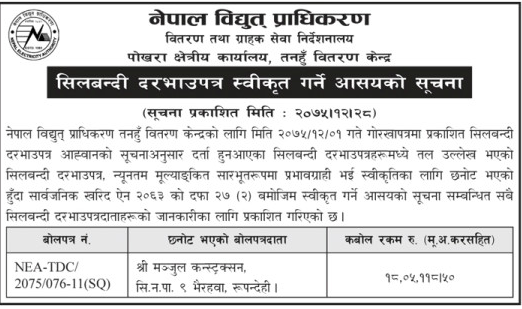 नेपाल विद्युत प्राधिकरण
वितरण तथा ग्राहक सेवा निर्देशनालय
पोखरा क्षेत्रीय कार्यालय, तनहुँ वितरण केन्द्र
सिलबन्दी दरभाउपत्र स्वीकृत गर्ने आसयको सूचना
(सूचना प्रकाशित मिति : २०७५।१२।२८)
नेपाल विद्युत् प्राधिकरण तनहुँ वितरण केन्द्रको लागि मिति २०७५/१२/०१ गते गोरखापत्रमा प्रकाशित सिलबन्दी
दरभाउपत्र आह्वानको सूचनाअनुसार दर्ता हुनआएका सिलबन्दी दरभाउपत्रहरूमध्ये तल उल्लेख भएको
सिलबन्दी दरभाउपत्र, न्यूनतम मूल्याङ्कित सारभूतरूपमा प्रभावग्राही भई स्वीकृतिका लागि छनोट भएको
हुँदा सार्वजनिक खरिद ऐन २०६३ को दफा २७ (२) बमोजिम स्वीकृत गर्ने आसयको सूचना सम्बन्धित सबै
सिलबन्दी दरभाउपत्रदाताहरूको जानकारीका लागि प्रकाशित गरिएको छ।
बोलपत्र नं. छनोट भएको बोलपत्रदाता कबोल रकम रु. (मू.अ.करसहित)
NEA-TDC/ श्री मञ्जुल कन्स्ट्रक्सन,
2075/076-11(SQ) सि.न.पा. ९ भैरहवा, रूपन्देही। १८,०५,११८।५०